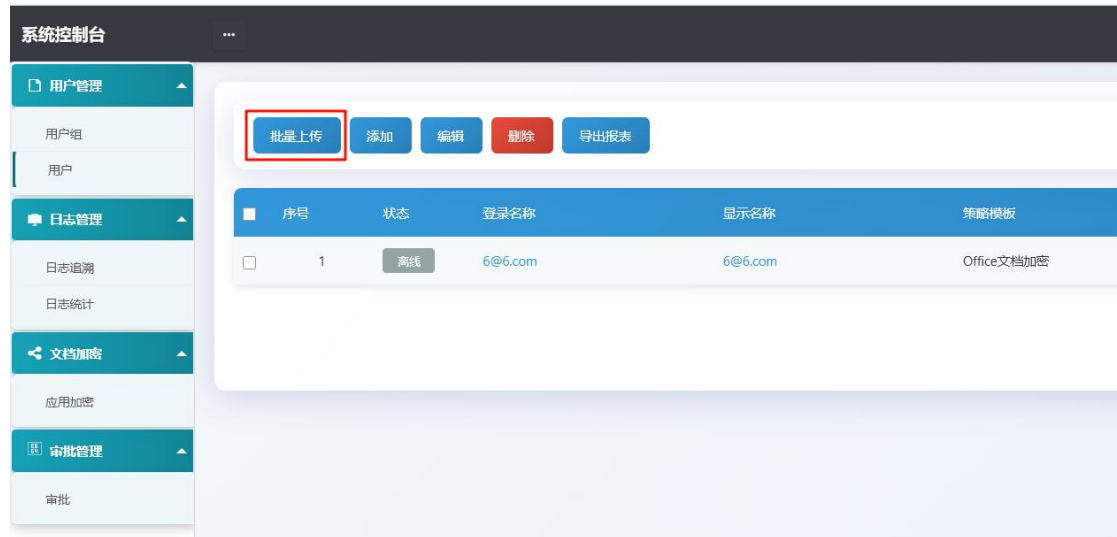 系统控制台
用户管理
用户组
用户
日志管理
日志追溯
日志统计
文档加密
应用加密
审批管理
审批
批量上传 添加 编辑 删除 导出报表
序号 状态 登录名称 显示名称 策略模板
1 离线 6@6.com 6@6.com Office文档加密